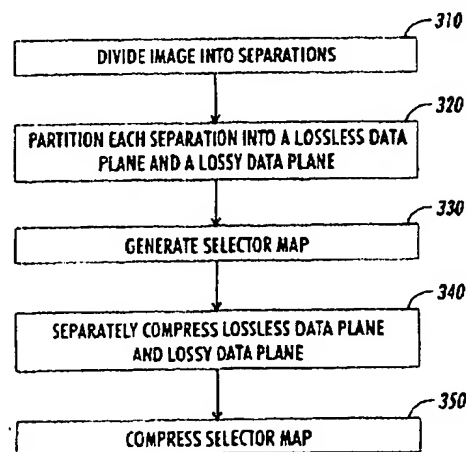 310
DIVIDE IMAGE INTO SEPARATIONS
320
PARTITION EACH SEPARATION INTO A LOSSLESS DATA
PLANE AND A LOSSY DATA PLANE
330
GENERATE SELECTOR MAP
340
SEPARATELY COMPRESS LOSSLESS DATA PLANE
AND LOSSY DATA PLANE
350
COMPRESS SELECTOR MAP